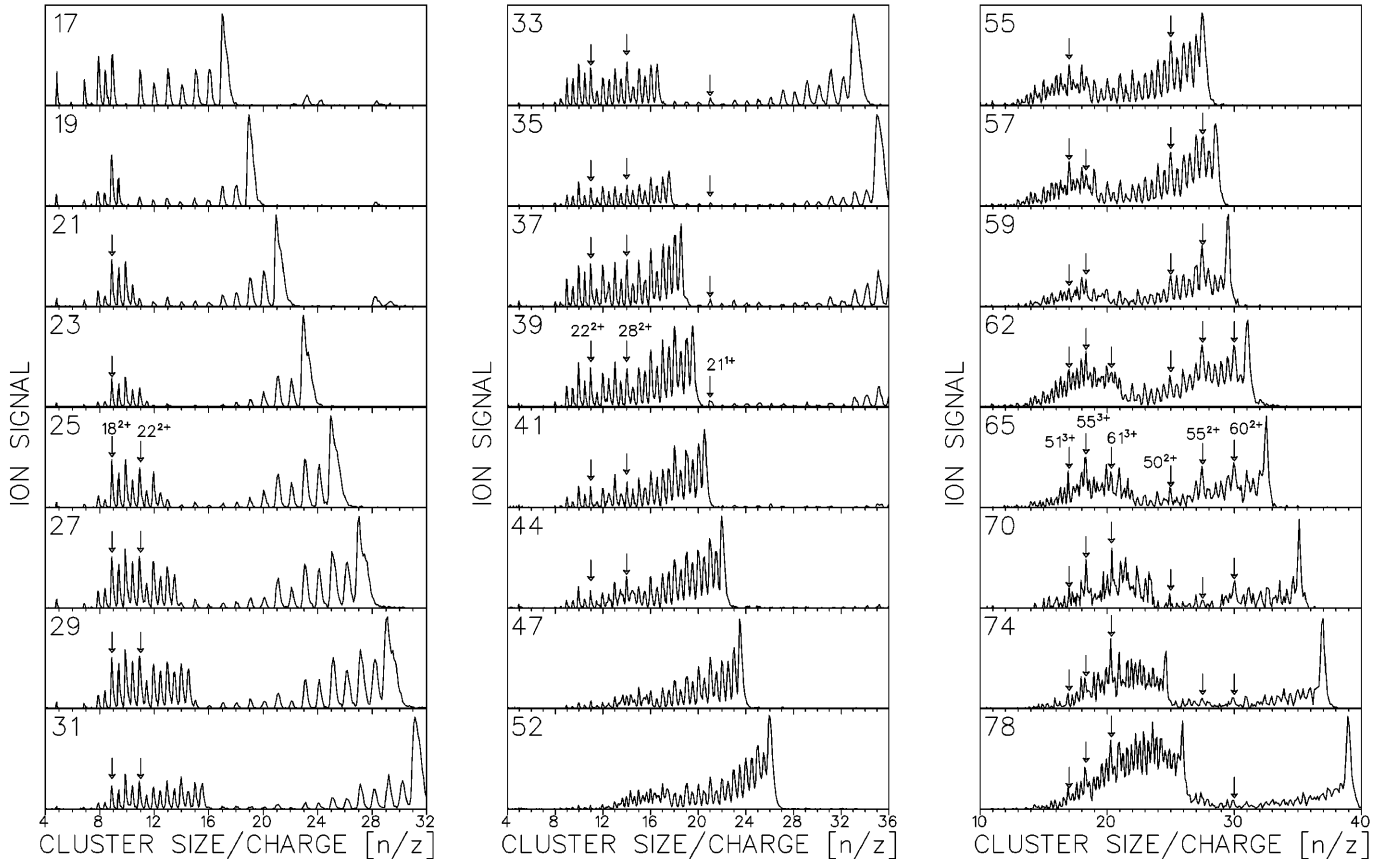 17
19
21
23
25
18²⁺ 22²⁺
27
29
31
4 8 12 16 20 24 28 32
CLUSTER SIZE/CHARGE [n/z]
ION SIGNAL
33
35
37
39
22²⁺ 28²⁺ 21¹⁺
41
44
47
52
4 8 12 16 20 24 28 32 36
CLUSTER SIZE/CHARGE [n/z]
ION SIGNAL
55
57
59
62
65
51³⁺ 55³⁺ 61³⁺ 50²⁺ 55²⁺ 60²⁺
70
74
78
10 20 30 40
CLUSTER SIZE/CHARGE [n/z]
ION SIGNAL